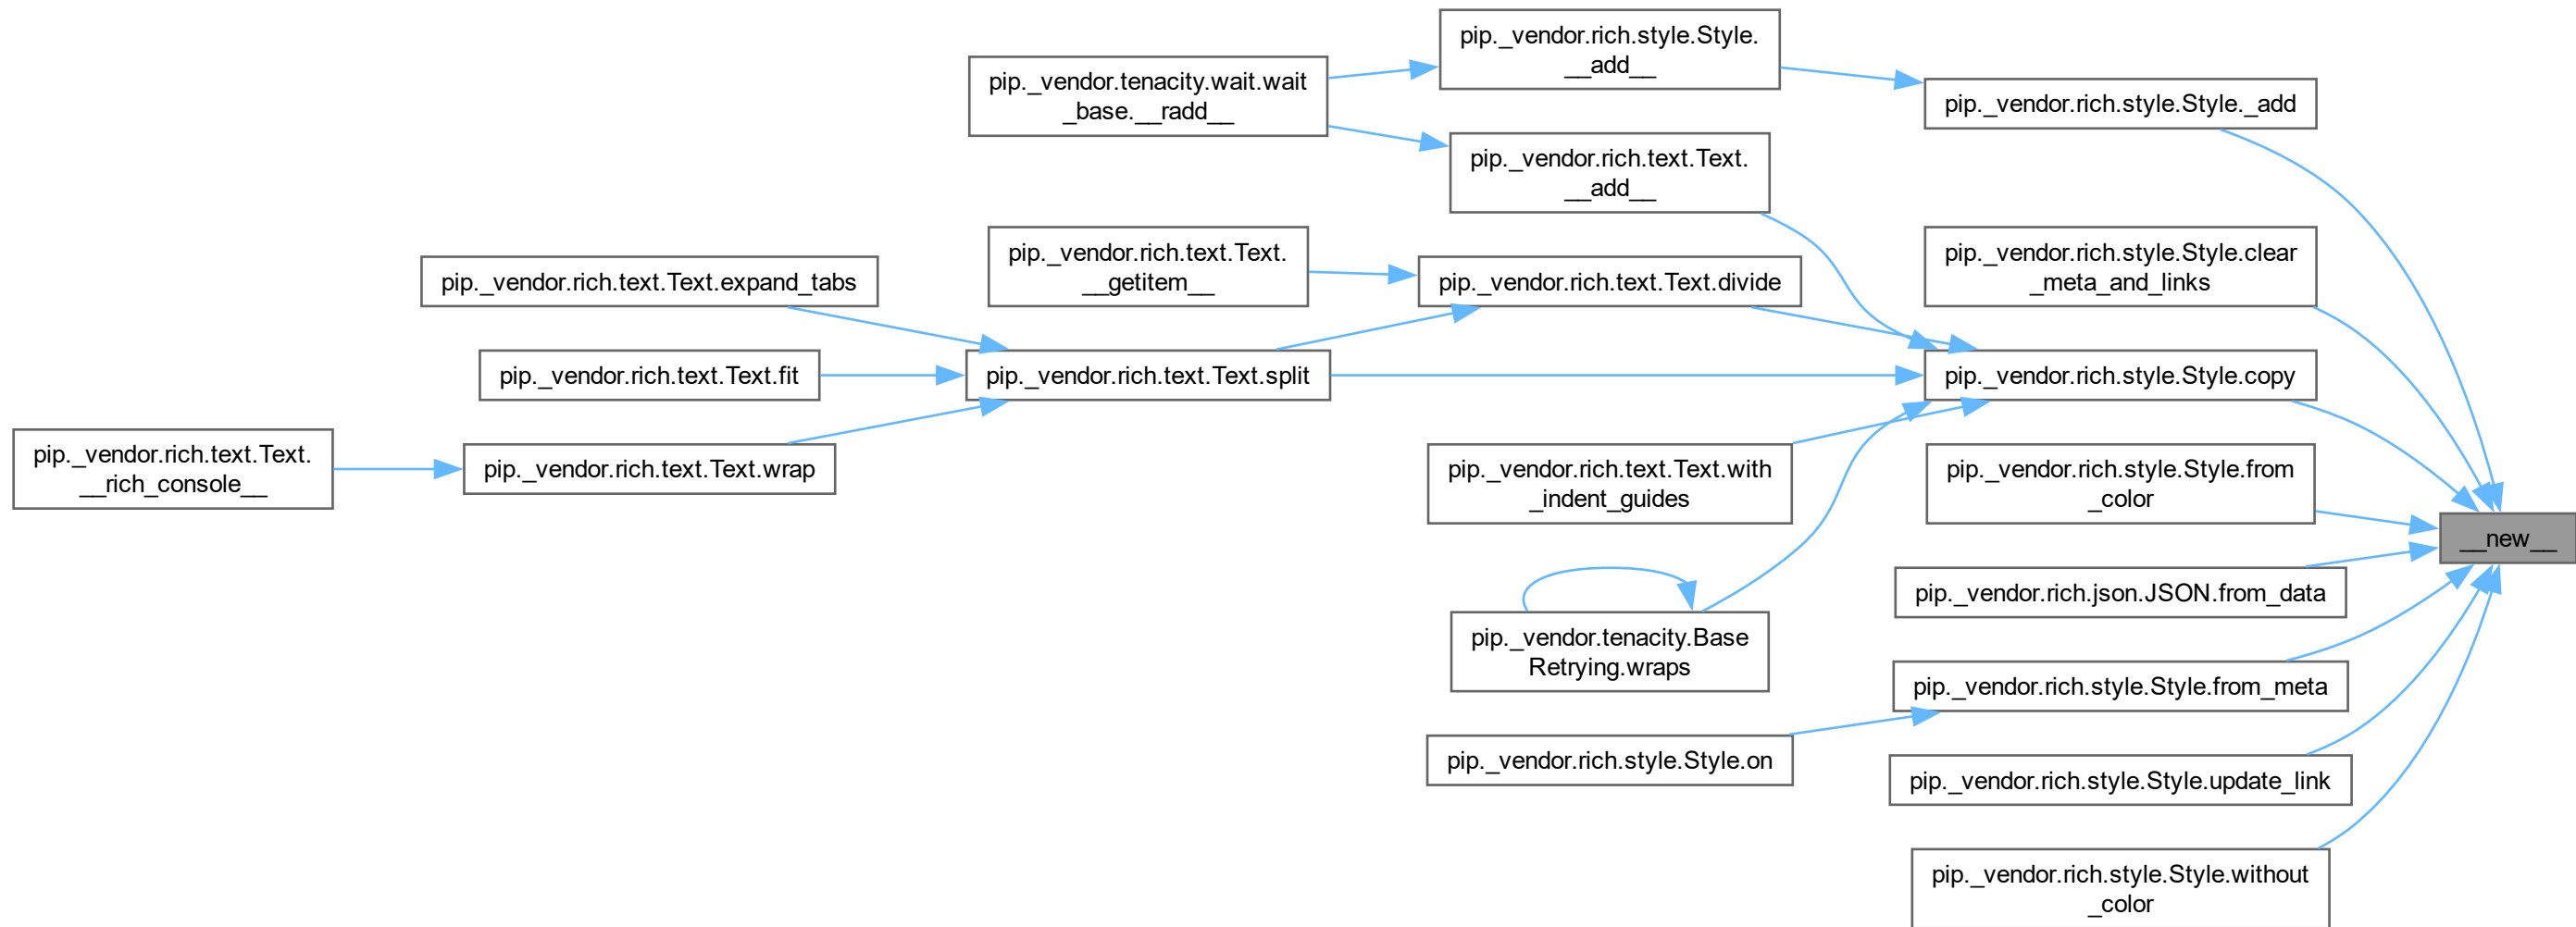 pip._vendor.rich.style.Style.
__add__
pip._vendor.tenacity.wait.wait
_base.__radd__
pip._vendor.rich.style.Style._add
pip._vendor.rich.text.Text.
__add__
pip._vendor.rich.text.Text.
__getitem__
pip._vendor.rich.style.Style.clear
_meta_and_links
pip._vendor.rich.text.Text.expand_tabs
pip._vendor.rich.text.Text.divide
pip._vendor.rich.text.Text.fit
pip._vendor.rich.text.Text.split
pip._vendor.rich.style.Style.copy
pip._vendor.rich.text.Text.
__rich_console__
pip._vendor.rich.text.Text.wrap
pip._vendor.rich.text.Text.with
_indent_guides
pip._vendor.rich.style.Style.from
_color
__new__
pip._vendor.rich.json.JSON.from_data
pip._vendor.tenacity.Base
Retrying.wraps
pip._vendor.rich.style.Style.from_meta
pip._vendor.rich.style.Style.on
pip._vendor.rich.style.Style.update_link
pip._vendor.rich.style.Style.without
_color